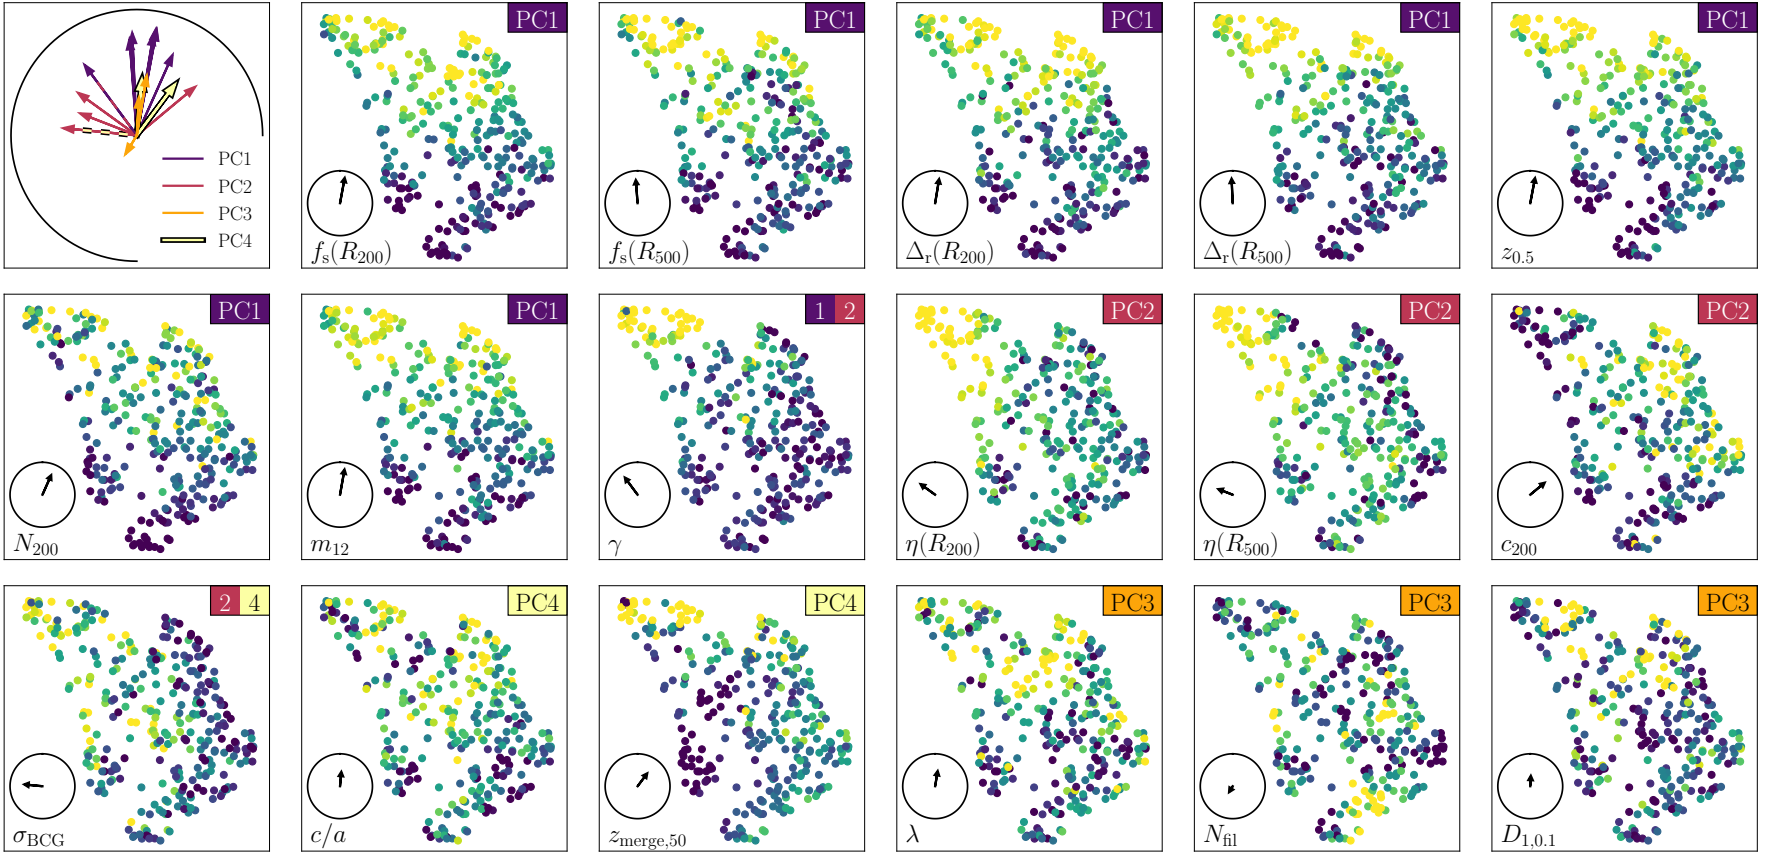 PC1
PC2
PC3
PC4
PC1
f_s(R_200)
PC1
f_s(R_500)
PC1
Δ_r(R_200)
PC1
Δ_r(R_500)
PC1
z_0.5
PC1
N_200
PC1
m_12
1 2
γ
PC2
η(R_200)
PC2
η(R_500)
PC2
c_200
2 4
σ_BCG
PC4
c/a
PC4
z_merge,50
PC3
λ
PC3
N_fil
PC3
D_1,0.1